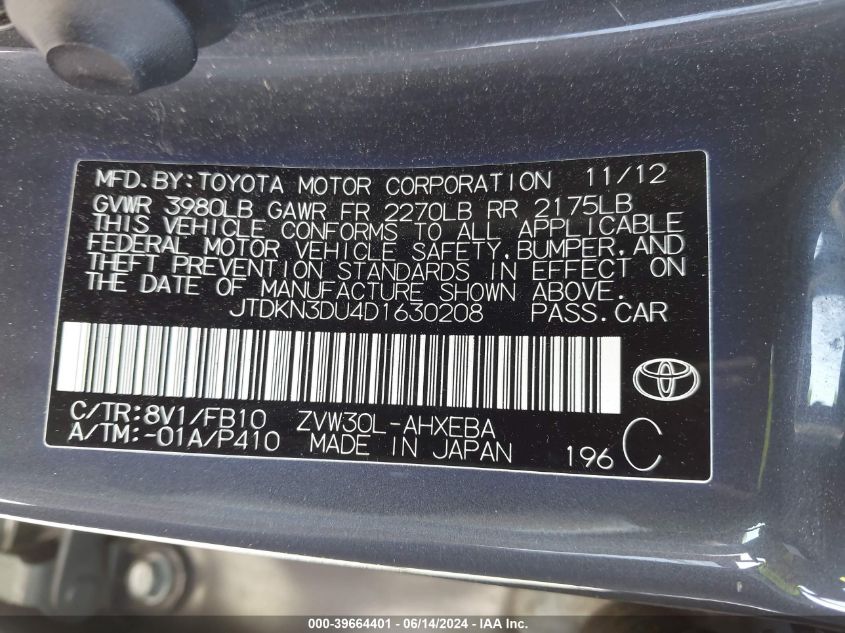 MFD. BY: TOYOTA MOTOR CORPORATION 11/12
GVWR 3980LB GAWR FR 2270LB RR 2175LB
THIS VEHICLE CONFORMS TO ALL APPLICABLE
FEDERAL MOTOR VEHICLE SAFETY, BUMPER, AND
THEFT PREVENTION STANDARDS IN EFFECT ON
THE DATE OF MANUFACTURE SHOWN ABOVE.
JTDKN3DU4D1630208 PASS. CAR
C/TR: 8V1/FB10 ZVW30L-AHXEBA
A/TM: -01A/P410 MADE IN JAPAN 196 C
000-39664401 - 06/14/2024 - IAA Inc.